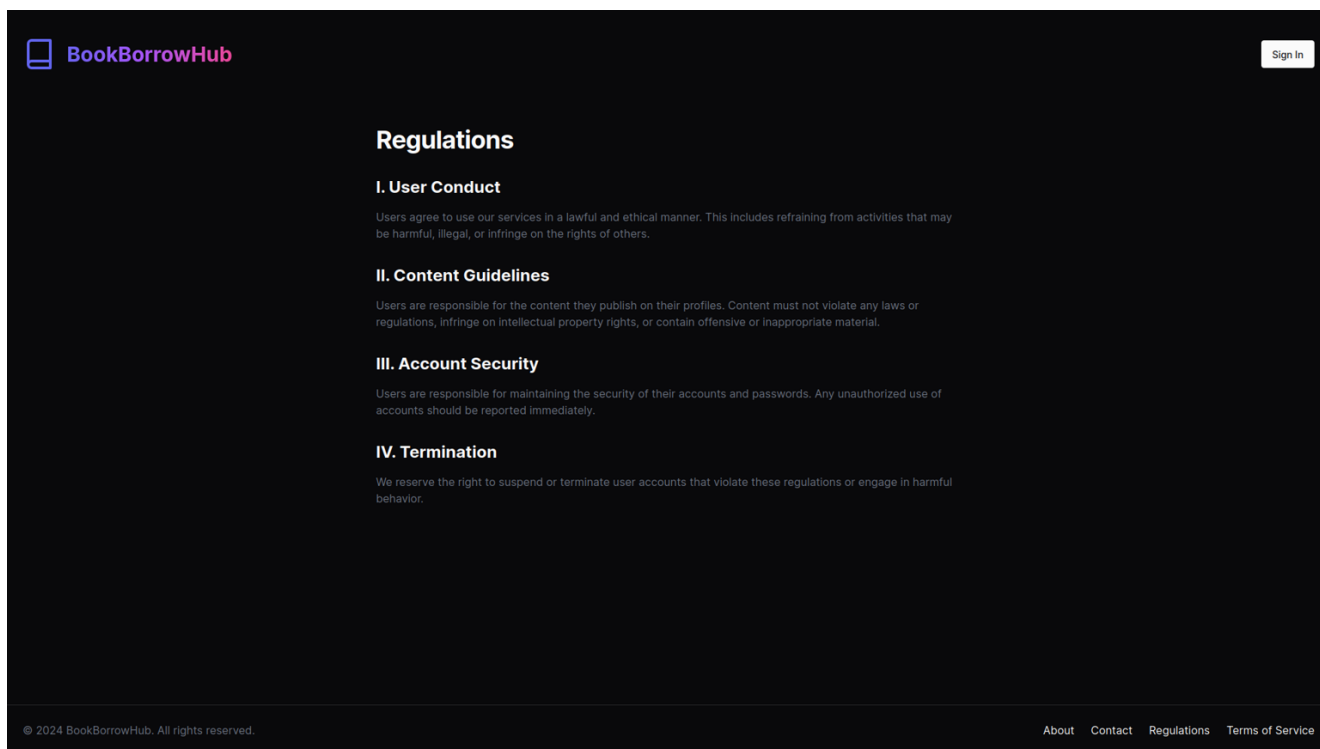 BookBorrowHub
Sign In
Regulations
I. User Conduct
Users agree to use our services in a lawful and ethical manner. This includes refraining from activities that may
be harmful, illegal, or infringe on the rights of others.
II. Content Guidelines
Users are responsible for the content they publish on their profiles. Content must not violate any laws or
regulations, infringe on intellectual property rights, or contain offensive or inappropriate material.
III. Account Security
Users are responsible for maintaining the security of their accounts and passwords. Any unauthorized use of
accounts should be reported immediately.
IV. Termination
We reserve the right to suspend or terminate user accounts that violate these regulations or engage in harmful
behavior.
© 2024 BookBorrowHub. All rights reserved.
About Contact Regulations Terms of Service